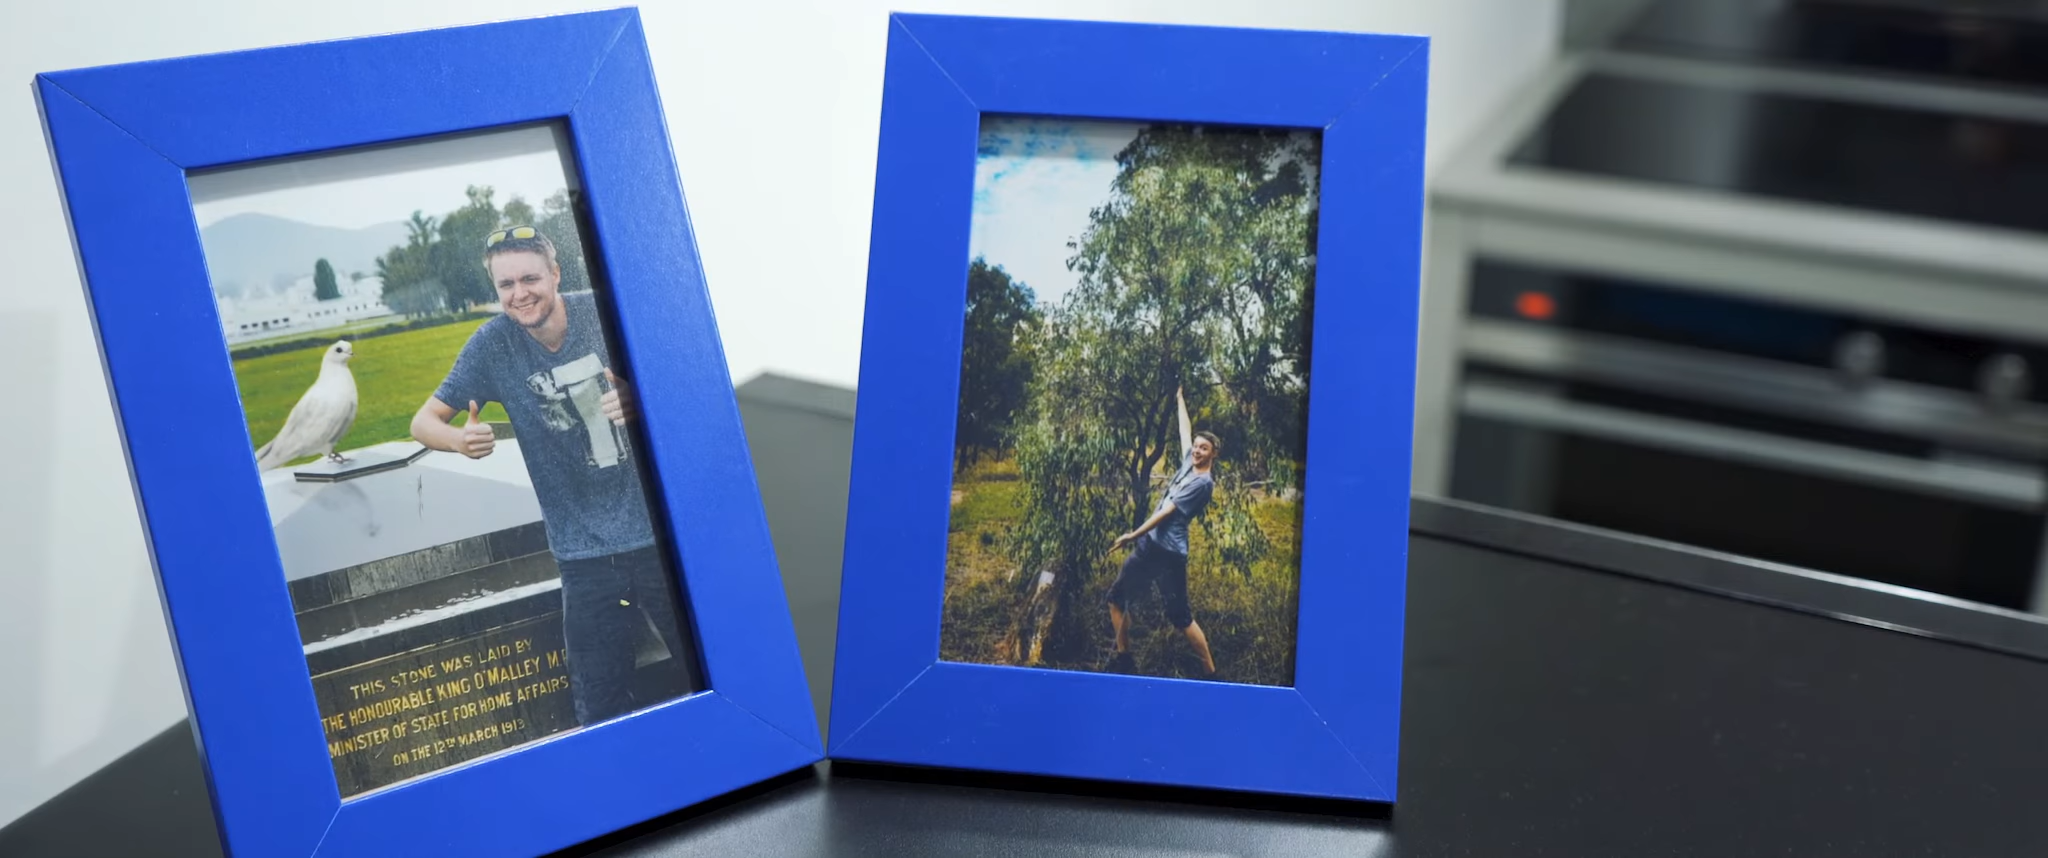 THIS STONE WAS LAID BY
THE HONOURABLE KING O'MALLEY M.P
MINISTER OF STATE FOR HOME AFFAIRS
ON THE 12TH MARCH 1913